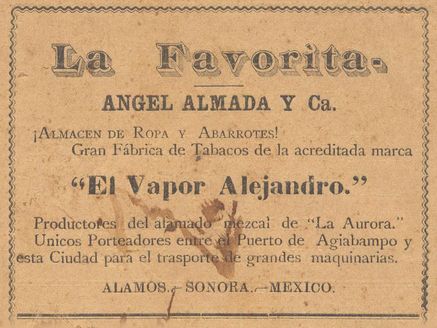 La Favorita.
ANGEL ALMADA Y Ca.
¡ALMACEN DE ROPA Y ABARROTES!
Gran Fábrica de Tabacos de la acreditada marca
"El Vapor Alejandro."
Productores del afamado mezcal de "La Aurora."
Unicos Porteadores entre el Puerto de Agiabampo y
esta Ciudad para el trasporte de grandes maquinarias.
ALAMOS.—SONORA.—MEXICO.